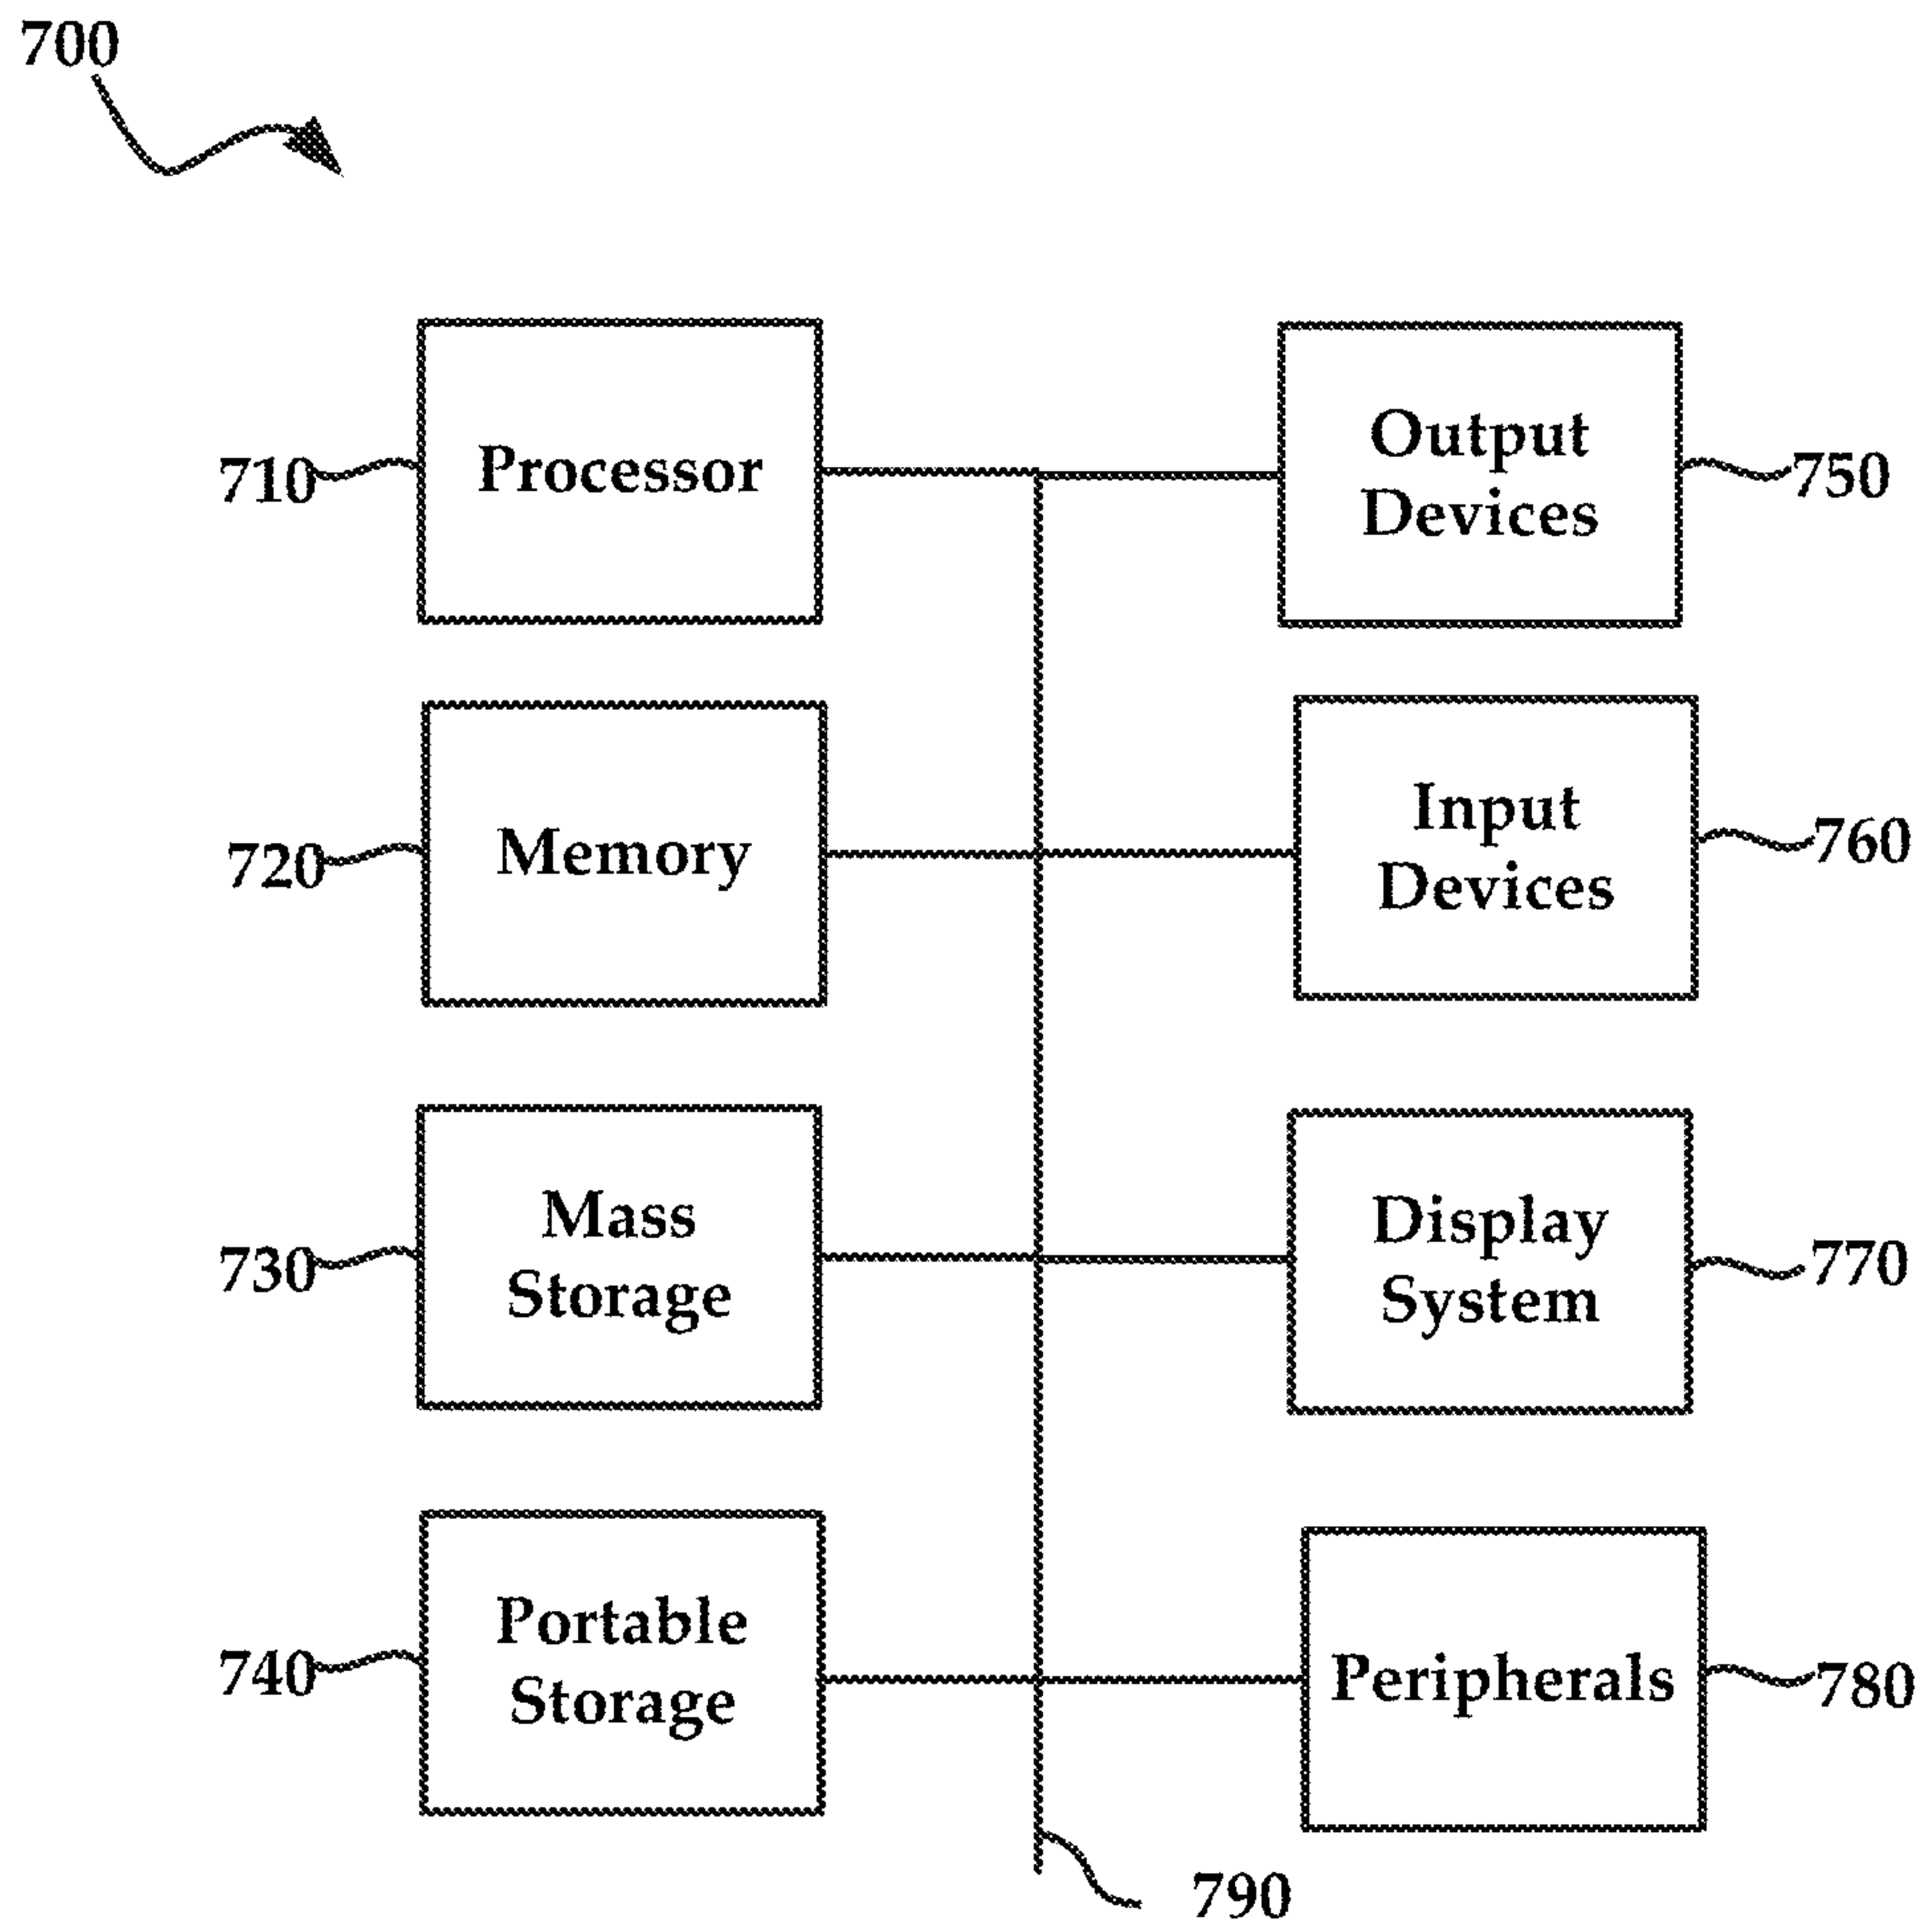 700
710
Processor
Output
Devices
750
720
Memory
Input
Devices
760
730
Mass
Storage
Display
System
770
740
Portable
Storage
Peripherals
780
790